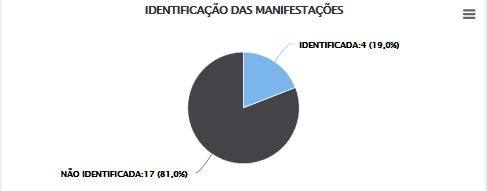 IDENTIFICAÇÃO DAS MANIFESTAÇÕES
IDENTIFICADA:4 (19,0%)
NÃO IDENTIFICADA:17 (81,0%)